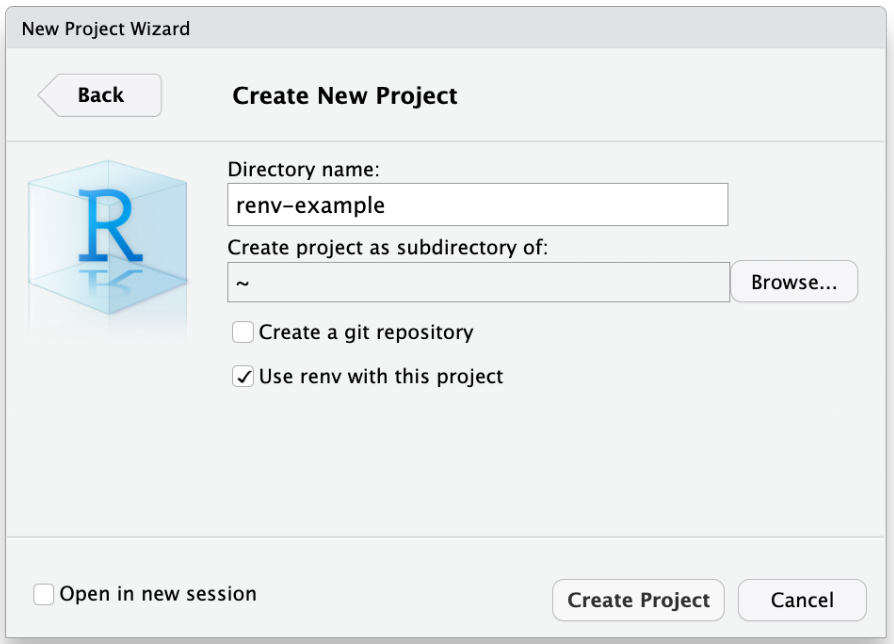 New Project Wizard
Back
Create New Project
R
Directory name:
renv-example
Create project as subdirectory of:
~
Browse...
Create a git repository
Use renv with this project
Open in new session
Create Project
Cancel